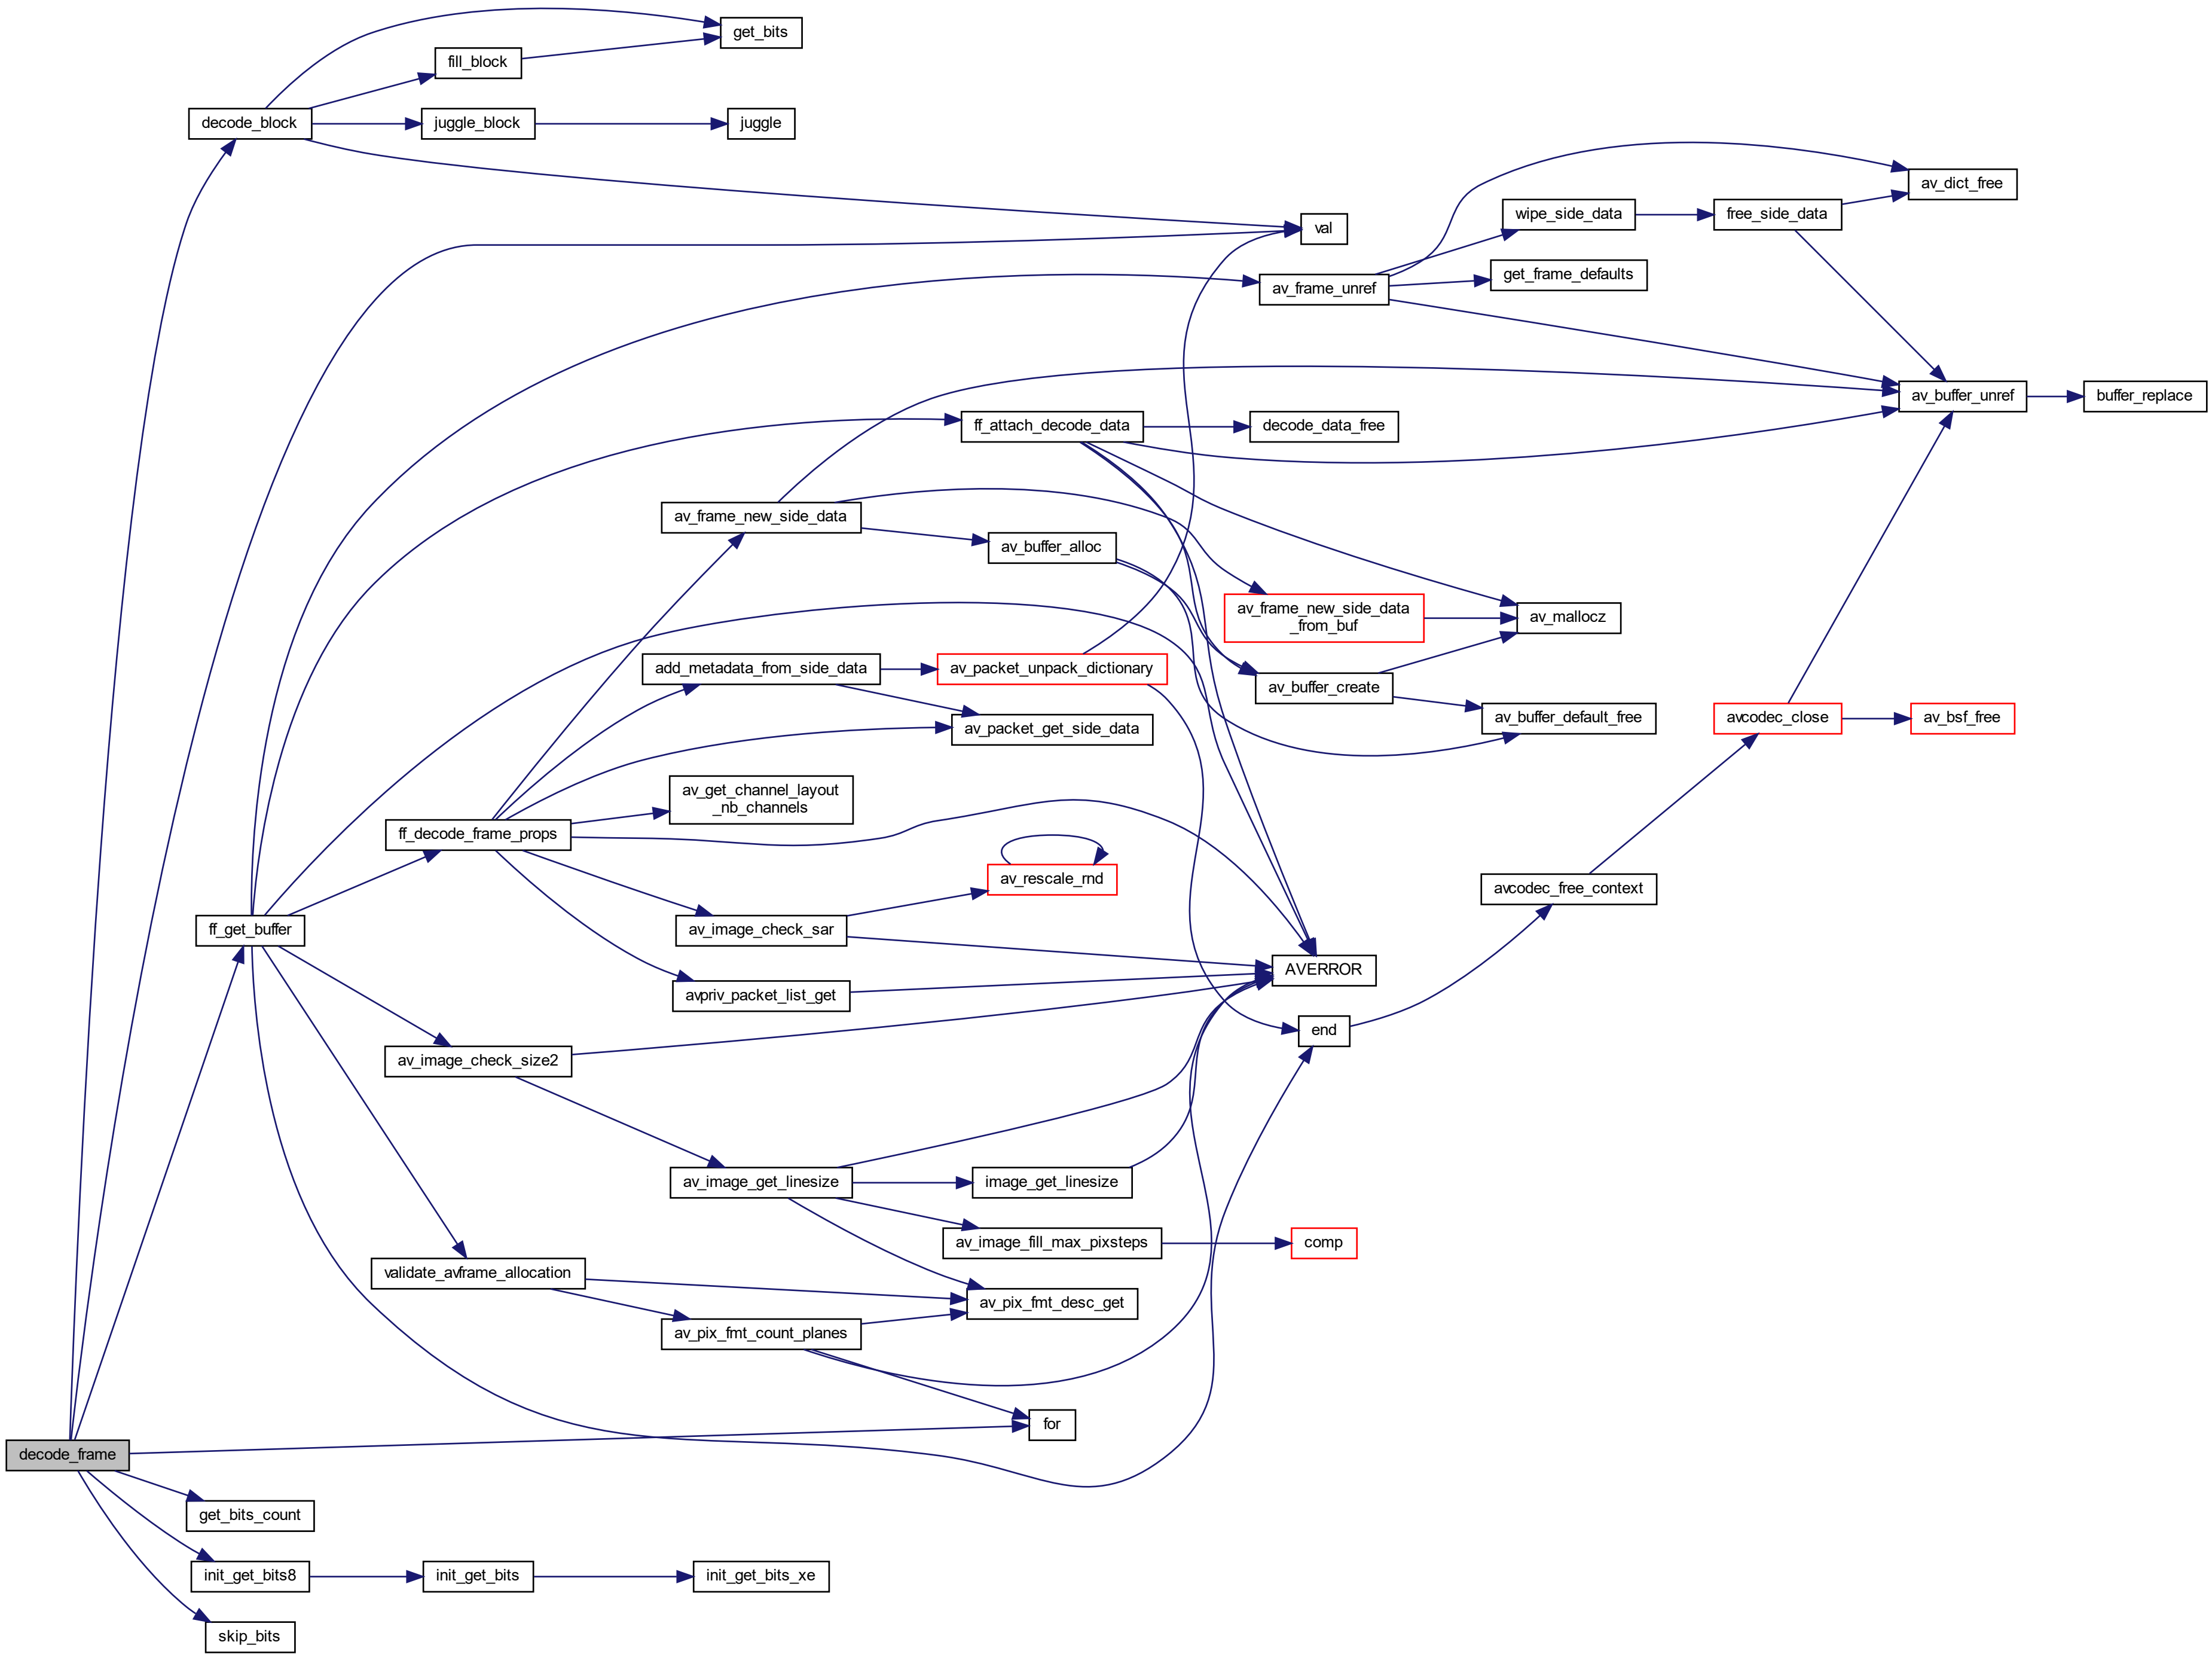 get_bits
fill_block
decode_block
juggle_block
juggle
av_dict_free
wipe_side_data
free_side_data
val
get_frame_defaults
av_frame_unref
av_buffer_unref
buffer_replace
ff_attach_decode_data
decode_data_free
av_frame_new_side_data
av_buffer_alloc
av_frame_new_side_data
_from_buf
av_mallocz
add_metadata_from_side_data
av_packet_unpack_dictionary
av_buffer_create
av_packet_get_side_data
av_buffer_default_free
avcodec_close
av_bsf_free
av_get_channel_layout
_nb_channels
ff_decode_frame_props
av_rescale_rnd
avcodec_free_context
ff_get_buffer
av_image_check_sar
AVERROR
avpriv_packet_list_get
end
av_image_check_size2
av_image_get_linesize
image_get_linesize
av_image_fill_max_pixsteps
comp
validate_avframe_allocation
av_pix_fmt_desc_get
av_pix_fmt_count_planes
for
decode_frame
get_bits_count
init_get_bits8
init_get_bits
init_get_bits_xe
skip_bits